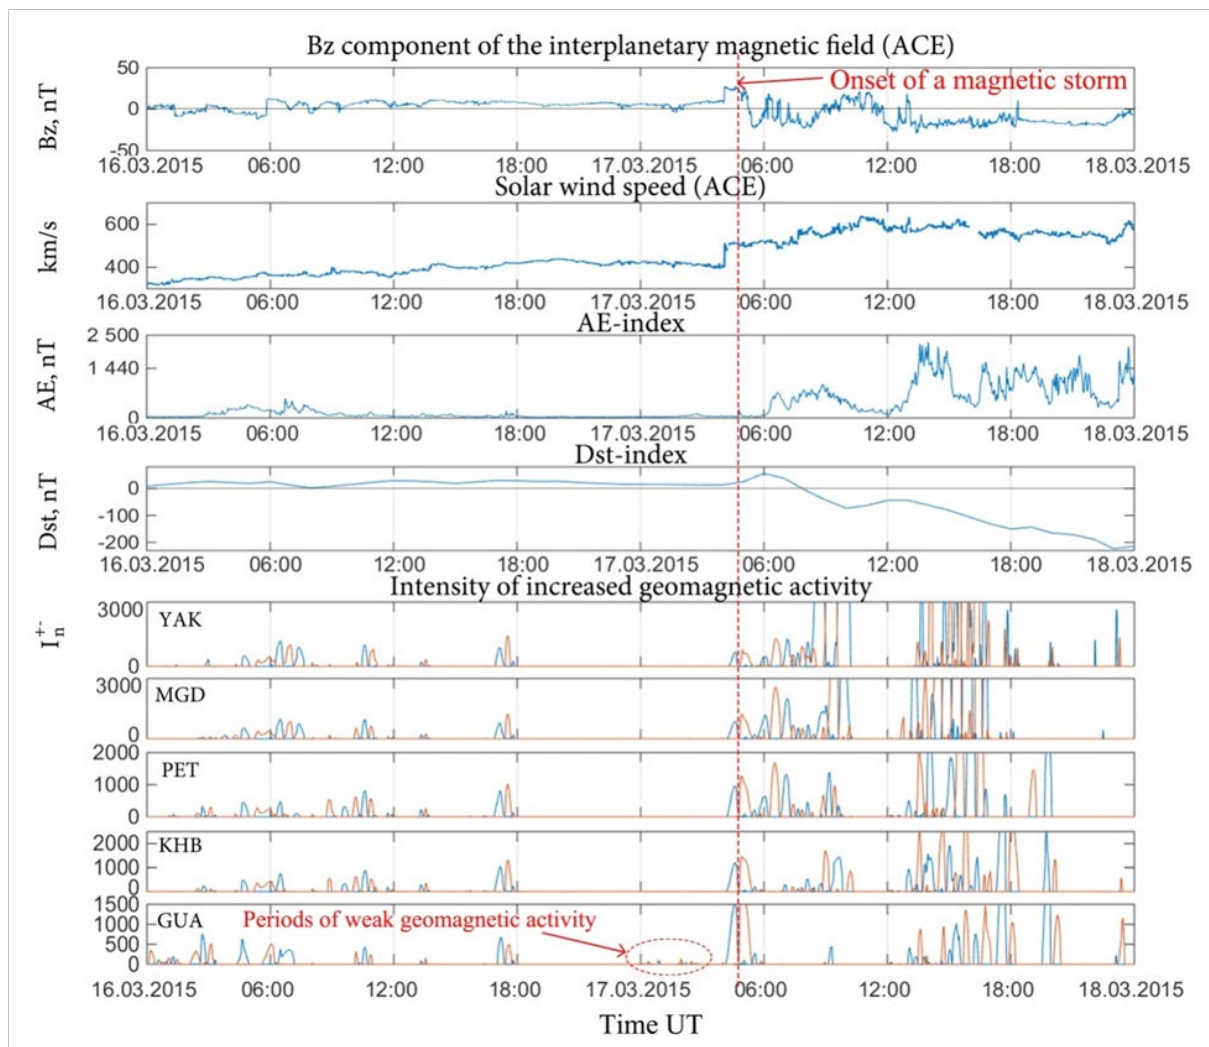 Bz component of the interplanetary magnetic field (ACE)
50
0
-50
Bz, nT
Onset of a magnetic storm
16.03.2015 06:00 12:00 18:00 17.03.2015 06:00 12:00 18:00 18.03.2015
Solar wind speed (ACE)
600
400
km/s
16.03.2015 06:00 12:00 18:00 17.03.2015 06:00 12:00 18:00 18.03.2015
AE-index
2 500
1 440
0
AE, nT
16.03.2015 06:00 12:00 18:00 17.03.2015 06:00 12:00 18:00 18.03.2015
Dst-index
0
-100
-200
Dst, nT
16.03.2015 06:00 12:00 18:00 17.03.2015 06:00 12:00 18:00 18.03.2015
Intensity of increased geomagnetic activity
I_n^+-
3000
0
YAK
3000
0
MGD
2000
1000
0
PET
2000
1000
0
KHB
1500
1000
500
0
GUA
Periods of weak geomagnetic activity
16.03.2015 06:00 12:00 18:00 17.03.2015 06:00 12:00 18:00 18.03.2015
Time UT